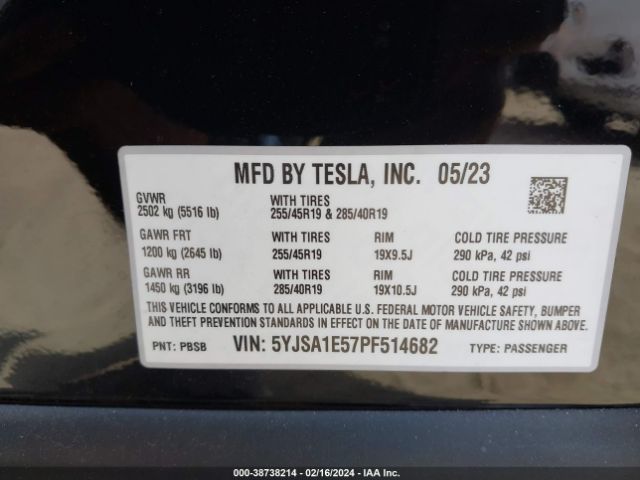 MFD BY TESLA, INC. 05/23
GVWR WITH TIRES
2502 kg (5516 lb) 255/45R19 & 285/40R19
GAWR FRT WITH TIRES RIM COLD TIRE PRESSURE
1200 kg (2645 lb) 255/45R19 19X9.5J 290 kPa, 42 psi
GAWR RR WITH TIRES RIM COLD TIRE PRESSURE
1450 kg (3196 lb) 285/40R19 19X10.5J 290 kPa, 42 psi
THIS VEHICLE CONFORMS TO ALL APPLICABLE U.S. FEDERAL MOTOR VEHICLE SAFETY, BUMPER
AND THEFT PREVENTION STANDARDS IN EFFECT ON THE DATE OF MANUFACTURE SHOWN ABOVE.
PNT: PBSB VIN: 5YJSA1E57PF514682 TYPE: PASSENGER
000-38738214 - 02/16/2024 - IAA Inc.